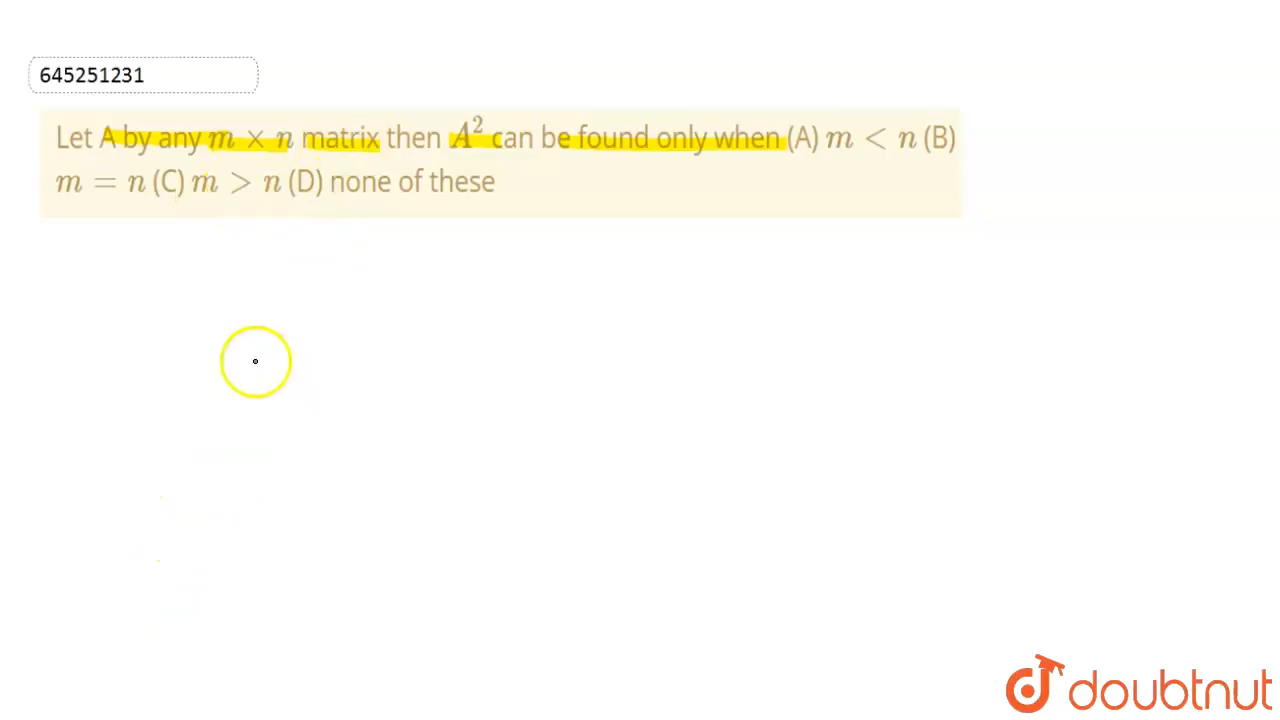 645251231
Let A by any m × n matrix then A² can be found only when (A) m < n (B)
m = n (C) m > n (D) none of these
doubtnut